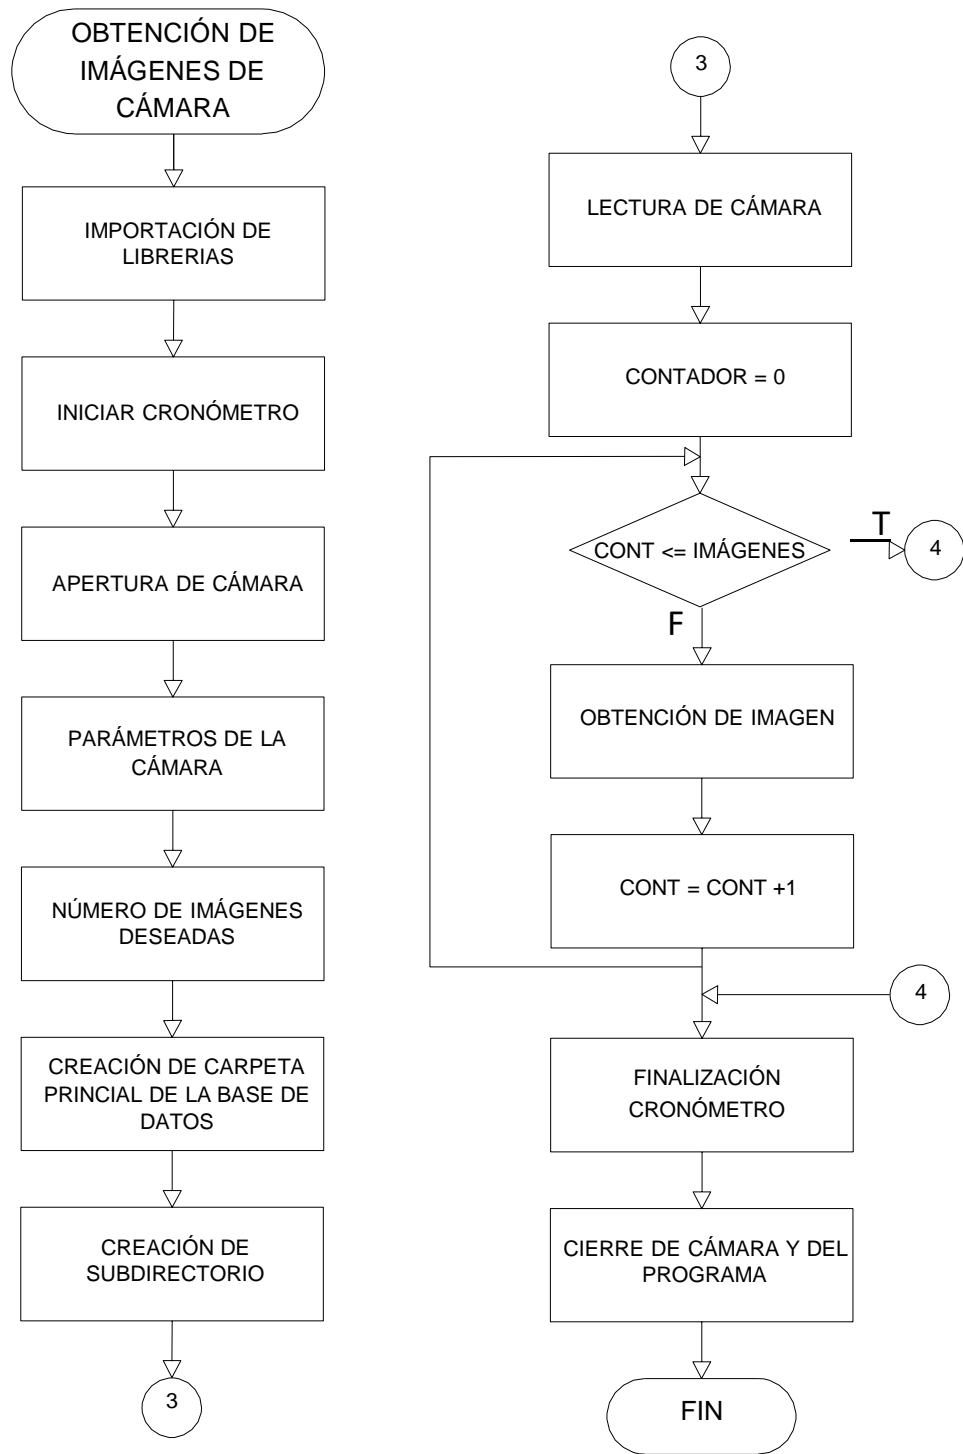 OBTENCIÓN DE
IMÁGENES DE
CÁMARA
IMPORTACIÓN DE
LIBRERIAS
INICIAR CRONÓMETRO
APERTURA DE CÁMARA
PARÁMETROS DE LA
CÁMARA
NÚMERO DE IMÁGENES
DESEADAS
CREACIÓN DE CARPETA
PRINCIAL DE LA BASE DE
DATOS
CREACIÓN DE
SUBDIRECTORIO
3
3
LECTURA DE CÁMARA
CONTADOR = 0
CONT <= IMÁGENES
T
4
F
OBTENCIÓN DE IMAGEN
CONT = CONT +1
4
FINALIZACIÓN
CRONÓMETRO
CIERRE DE CÁMARA Y DEL
PROGRAMA
FIN